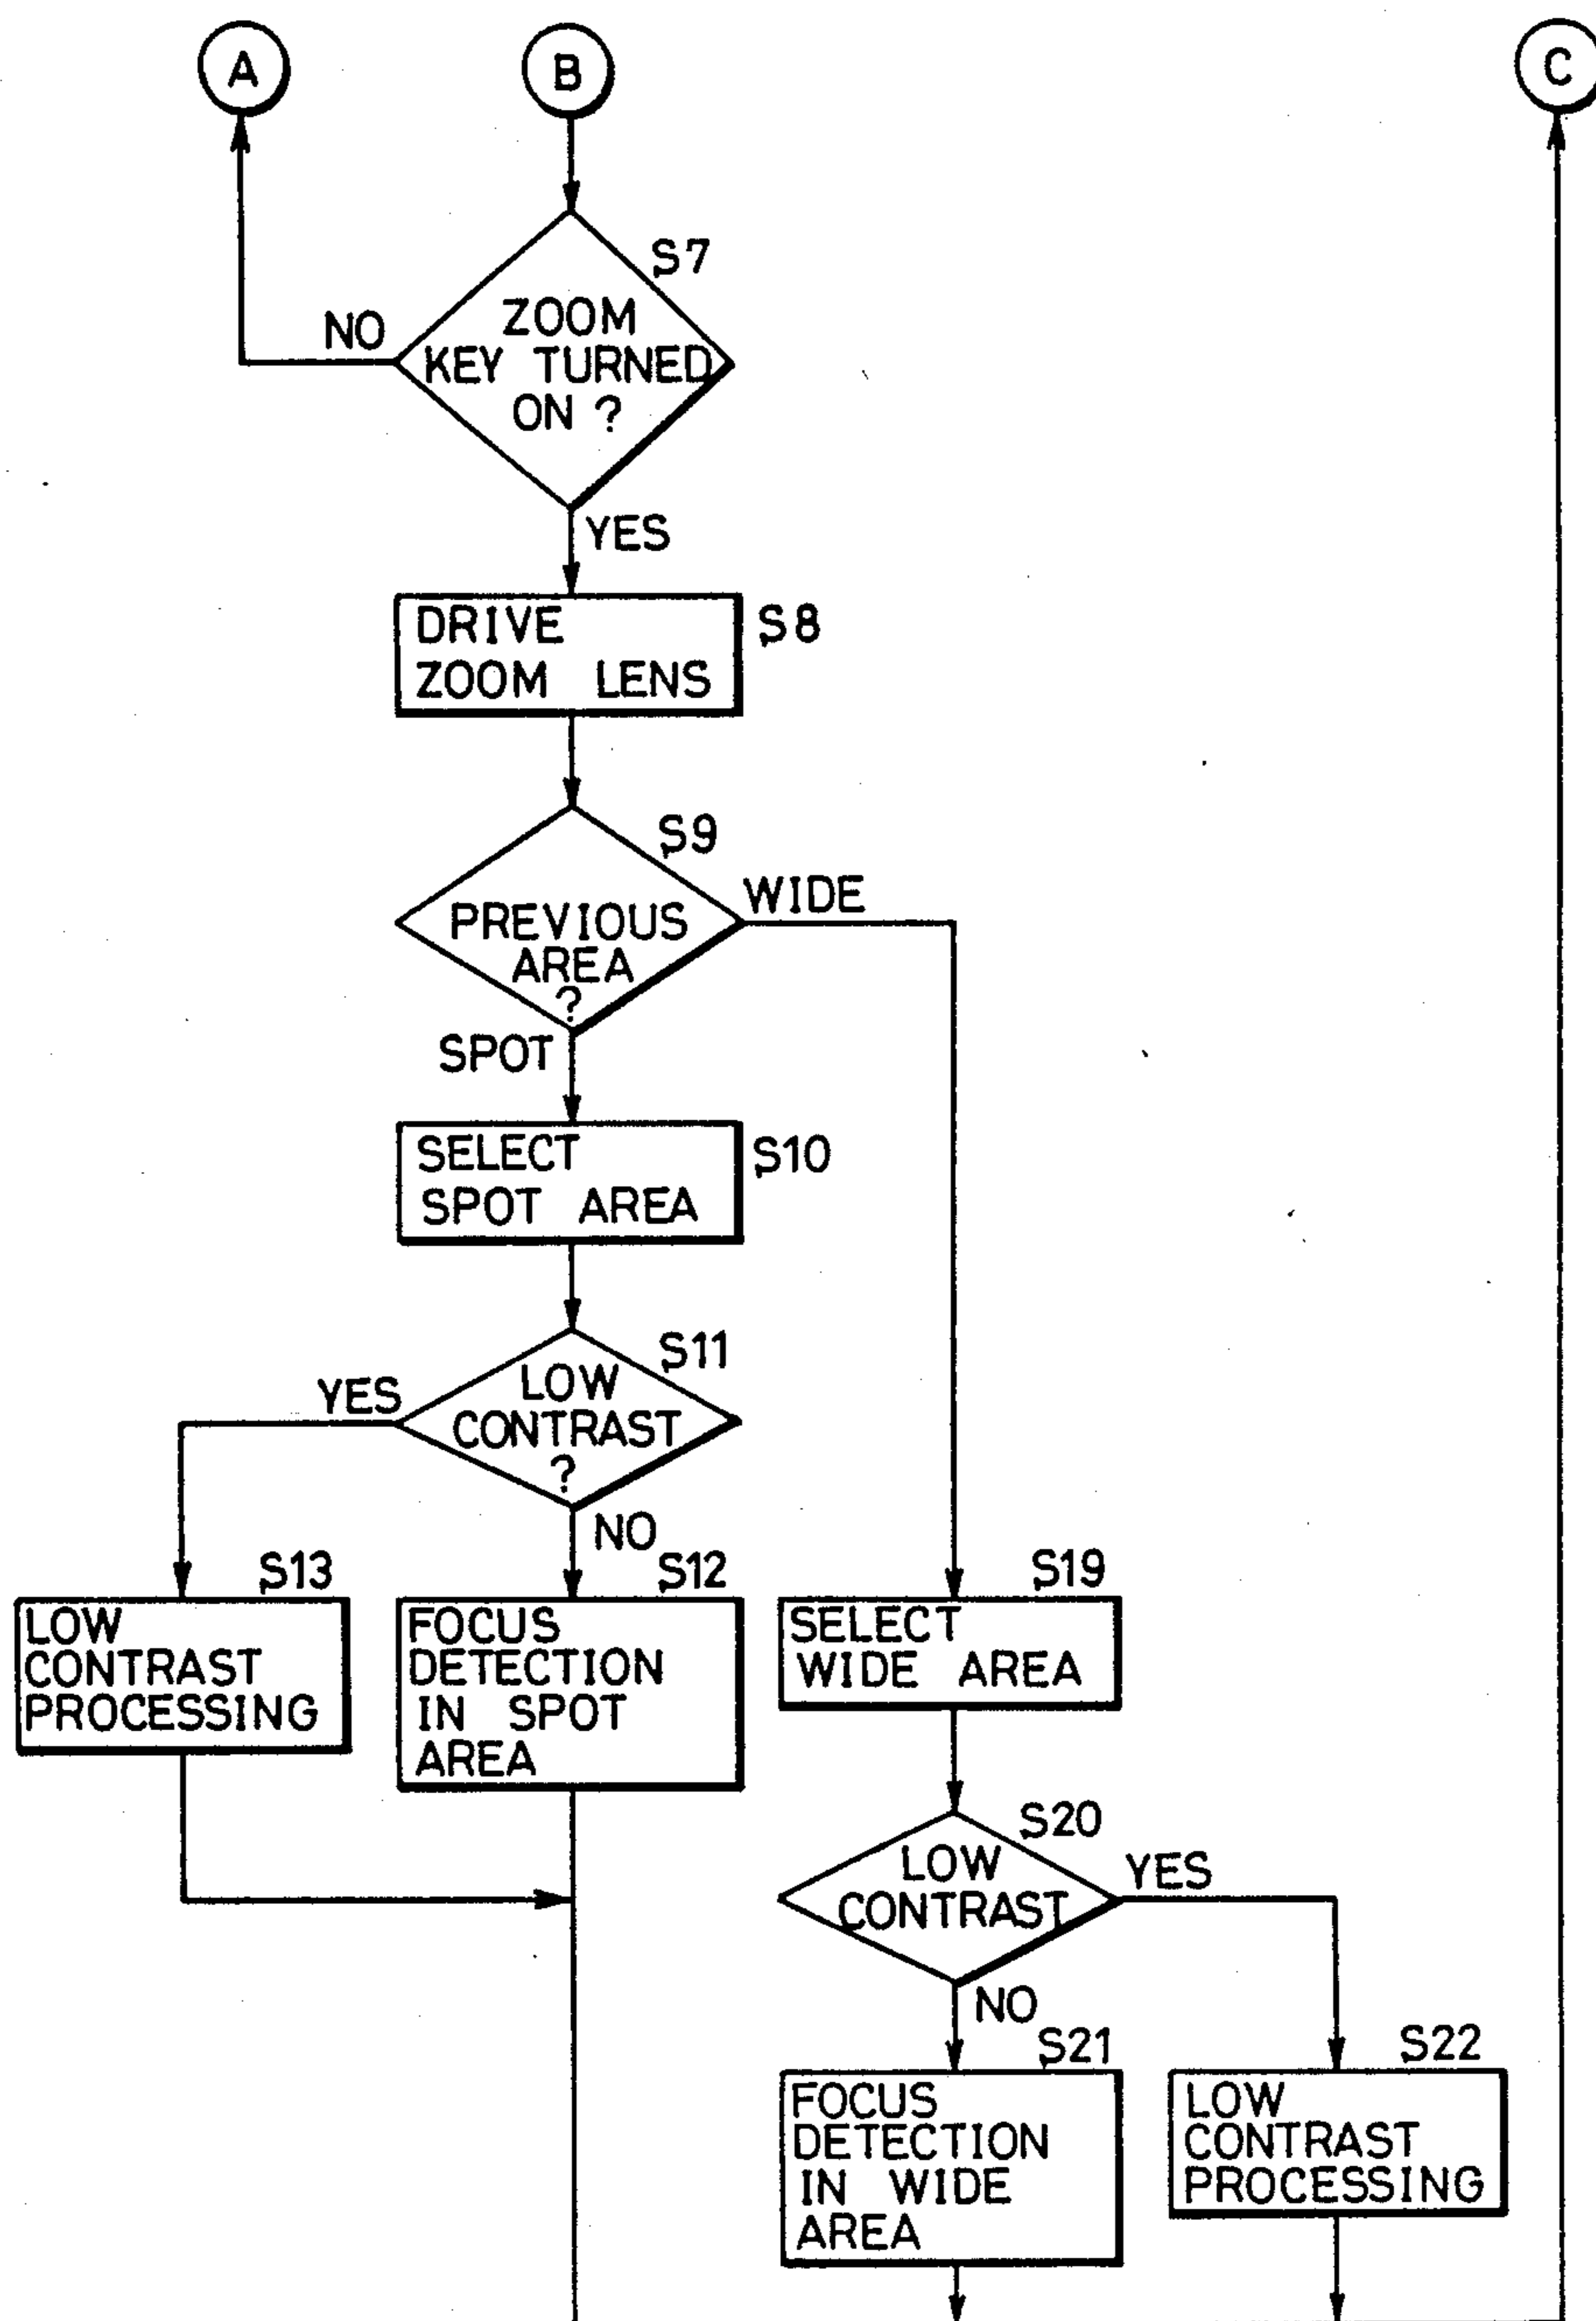 A
B
C
S7
ZOOM
KEY TURNED
ON ?
NO
YES
DRIVE
ZOOM LENS
S8
S9
PREVIOUS
AREA
?
WIDE
SPOT
SELECT
SPOT AREA
S10
S11
LOW
CONTRAST
?
YES
NO
S13
LOW
CONTRAST
PROCESSING
S12
FOCUS
DETECTION
IN SPOT
AREA
S19
SELECT
WIDE AREA
S20
LOW
CONTRAST
YES
NO
S21
FOCUS
DETECTION
IN WIDE
AREA
S22
LOW
CONTRAST
PROCESSING